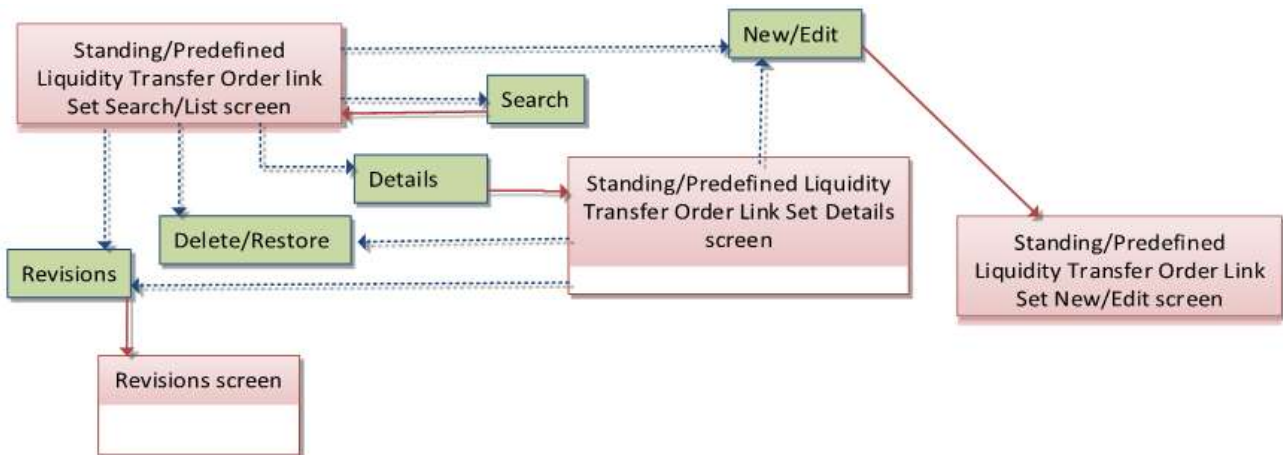 Standing/Predefined
Liquidity Transfer Order link
Set Search/List screen
New/Edit
Search
Details
Standing/Predefined Liquidity
Transfer Order Link Set Details
screen
Delete/Restore
Revisions
Standing/Predefined
Liquidity Transfer Order Link
Set New/Edit screen
Revisions screen